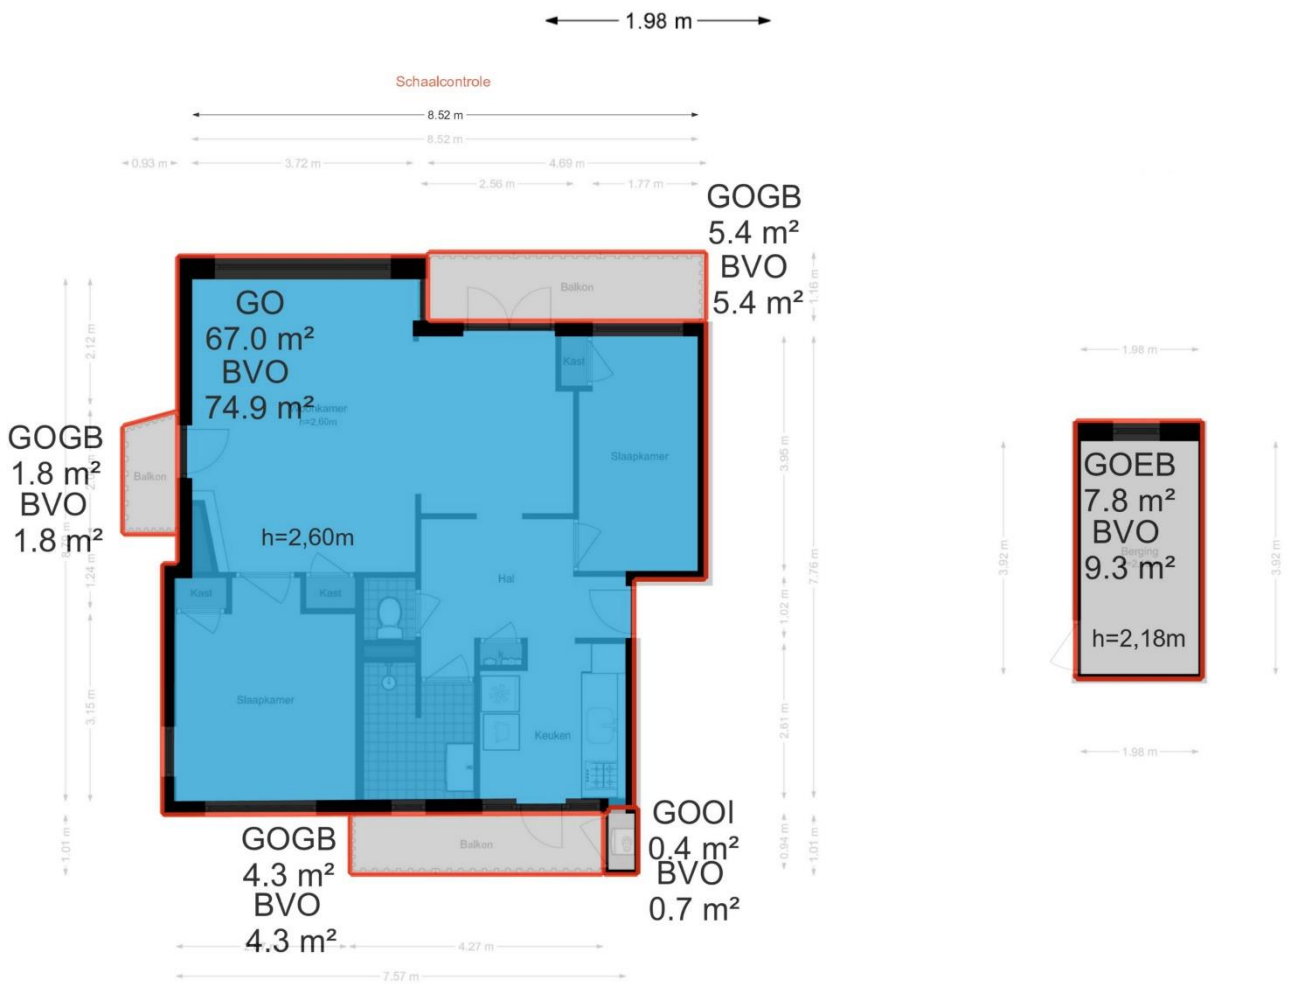 1.98 m
Schaalcontrole
8.52 m
8.52 m
0.93 m
3.72 m
4.69 m
2.56 m
1.77 m
GOGB
5.4 m²
BVO
5.4 m²
Balkon
1.16 m
GO
67.0 m²
BVO
74.9 m²
h=2,60m
2.12 m
Kast
Slaapkamer
3.95 m
7.76 m
GOGB
1.8 m²
BVO
1.8 m²
Balkon
h=2,60m
1.24 m
Hal
1.02 m
Kast
Kast
Slaapkamer
3.15 m
Keuken
2.61 m
GOGB
4.3 m²
BVO
4.3 m²
Balkon
GOOI
0.4 m²
BVO
0.7 m²
1.01 m
0.94 m
1.01 m
4.27 m
7.57 m
1.98 m
GOEB
7.8 m²
BVO
9.3 m²
Berging
h=2,18m
3.92 m
3.92 m
1.98 m